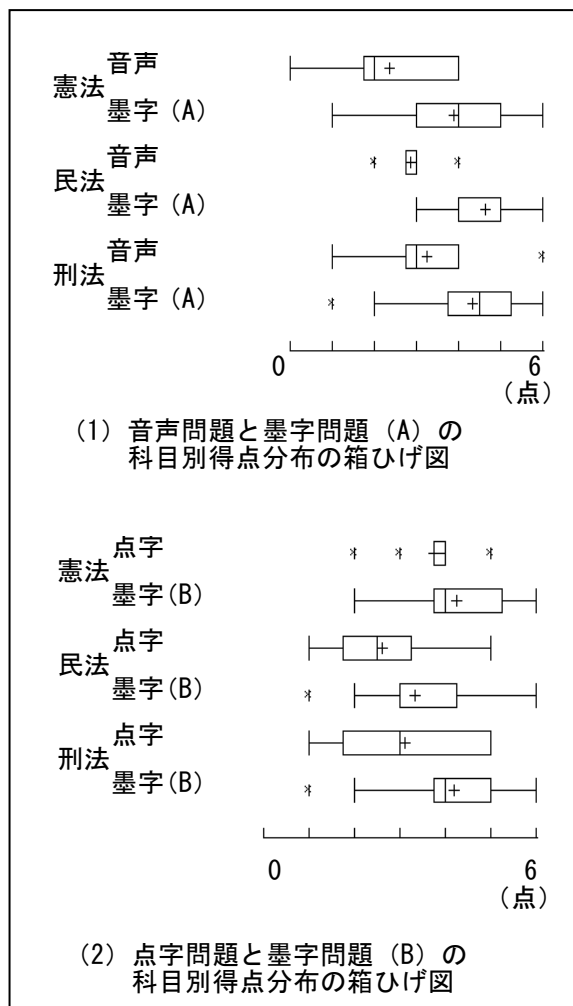 音声
憲法
墨字（A）
音声
民法
墨字（A）
音声
刑法
墨字（A）
0 6
（点）
（1）音声問題と墨字問題（A）の
科目別得点分布の箱ひげ図
点字
憲法
墨字(B)
点字
民法
墨字(B)
点字
刑法
墨字(B)
0 6
（点）
（2）点字問題と墨字問題（B）の
科目別得点分布の箱ひげ図